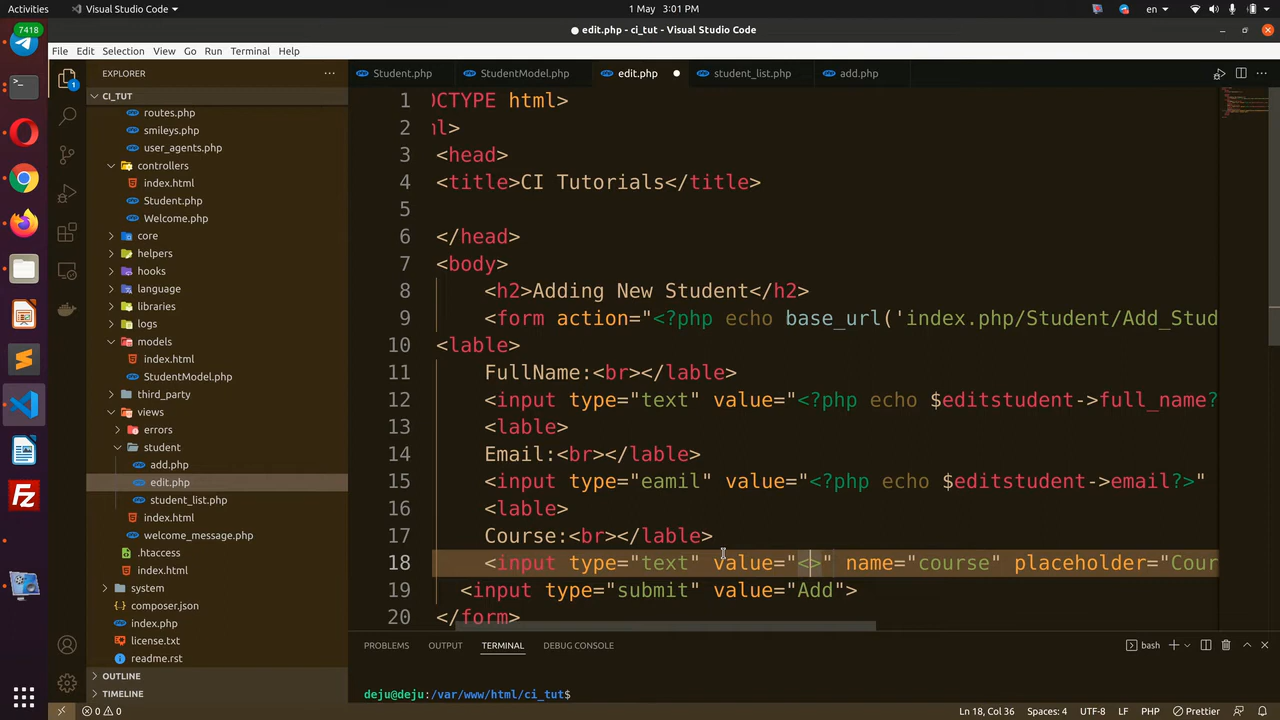 Activities
Visual Studio Code
1 May 3:01 PM
en
7418
edit.php - ci_tut - Visual Studio Code
File Edit Selection View Go Run Terminal Help
EXPLORER
Student.php
StudentModel.php
edit.php
student_list.php
add.php
1
CI_TUT
routes.php
smileys.php
user_agents.php
controllers
index.html
Student.php
Welcome.php
core
helpers
hooks
language
libraries
logs
models
index.html
StudentModel.php
third_party
views
errors
student
add.php
edit.php
student_list.php
index.html
welcome_message.php
.htaccess
index.html
system
composer.json
index.php
license.txt
readme.rst
OUTLINE
TIMELINE
1 OCTYPE html>
2 nl>
3 <head>
4 <title>CI Tutorials</title>
5
6 </head>
7 <body>
8 <h2>Adding New Student</h2>
9 <form action="<?php echo base_url('index.php/Student/Add_Stud
10 <lable>
11 FullName:<br></lable>
12 <input type="text" value="<?php echo $editstudent->full_name?
13 <lable>
14 Email:<br></lable>
15 <input type="eamil" value="<?php echo $editstudent->email?>"
16 <lable>
17 Course:<br></lable>
18 <input type="text" value="<>" name="course" placeholder="Cour
19 <input type="submit" value="Add">
20 </form>
PROBLEMS OUTPUT TERMINAL DEBUG CONSOLE
bash
deju@deju:/var/www/html/ci_tut$
0 0
Ln 18, Col 36 Spaces: 4 UTF-8 LF PHP Prettier